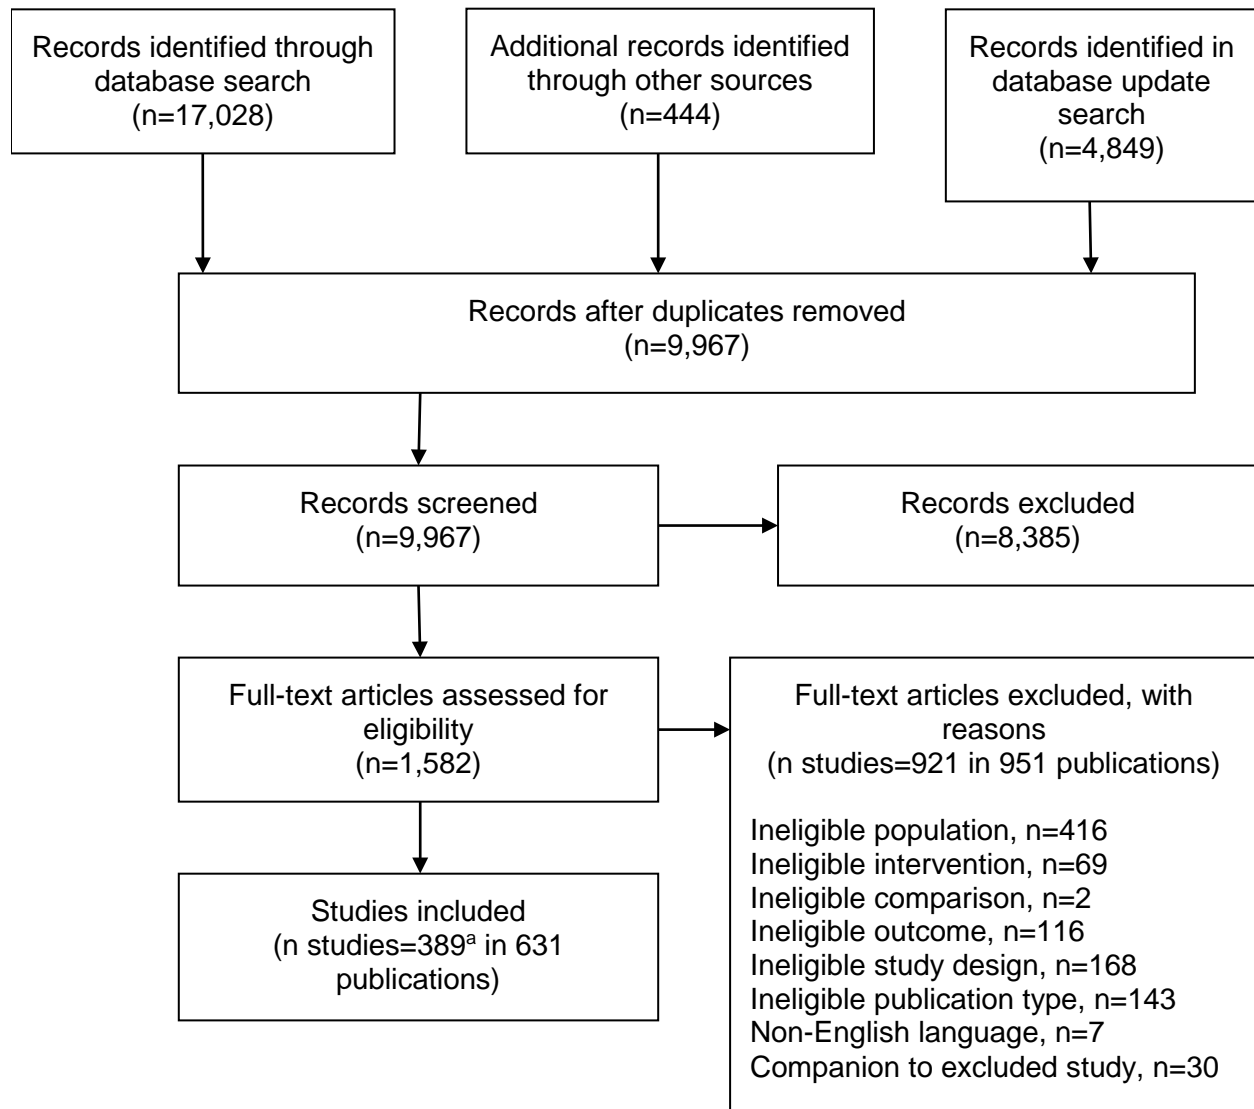 Records identified through
database search
(n=17,028)
Additional records identified
through other sources
(n=444)
Records identified in
database update
search
(n=4,849)
Records after duplicates removed
(n=9,967)
Records screened
(n=9,967)
Records excluded
(n=8,385)
Full-text articles assessed for
eligibility
(n=1,582)
Full-text articles excluded, with
reasons
(n studies=921 in 951 publications)
Ineligible population, n=416
Ineligible intervention, n=69
Ineligible comparison, n=2
Ineligible outcome, n=116
Ineligible study design, n=168
Ineligible publication type, n=143
Non-English language, n=7
Companion to excluded study, n=30
Studies included
(n studies=389ᵃ in 631
publications)